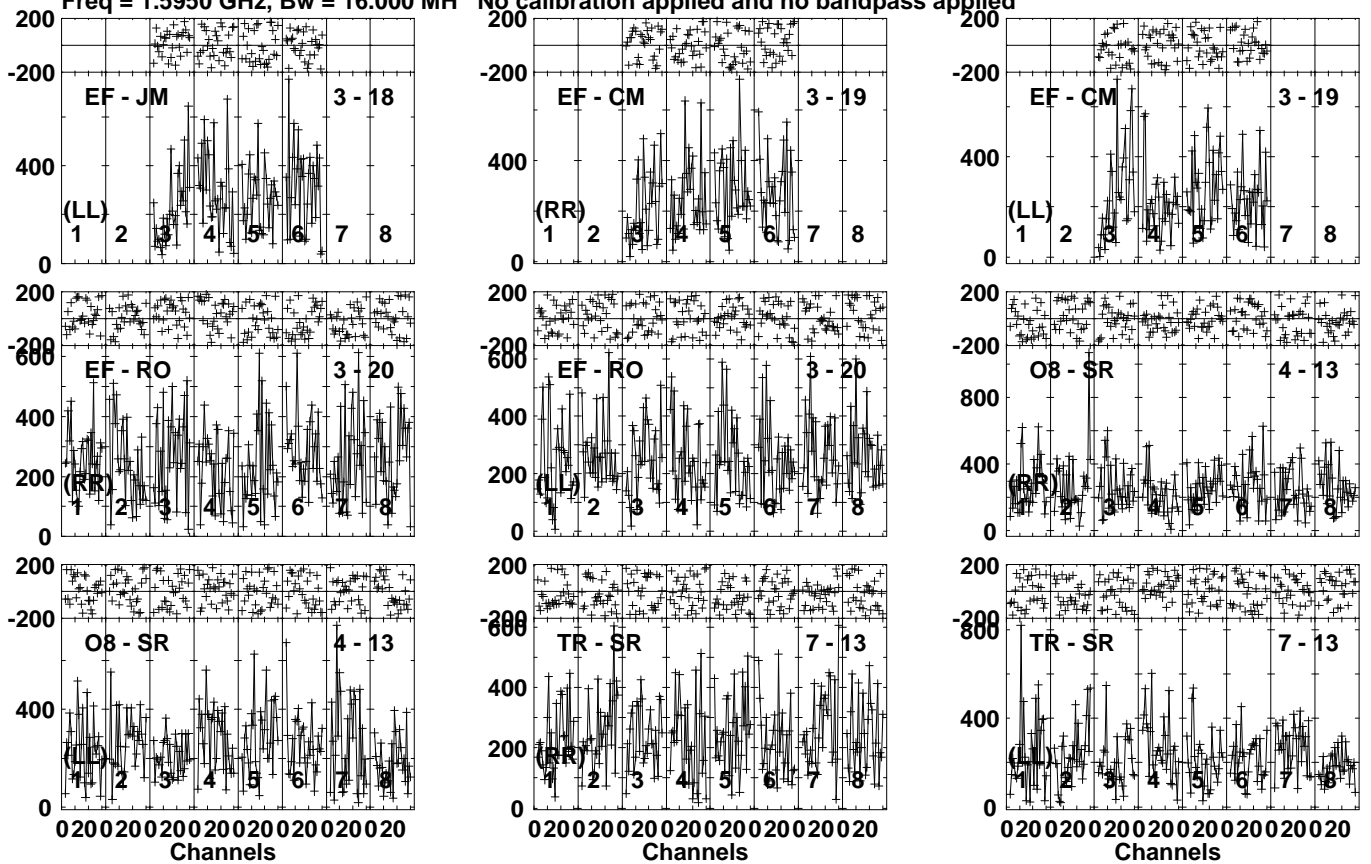 Freq = 1.5950 GHz, Bw = 16.000 MH No calibration applied and no bandpass applied
200 200 200
-200 -200 -200
EF - JM 3 - 18 EF - CM 3 - 19 EF - CM 3 - 19
400 400 400
(LL) (RR) (LL)
1 2 3 4 5 6 7 8 1 2 3 4 5 6 7 8 1 2 3 4 5 6 7 8
0 0 0
200 200 200
-200 -200 -200
600 600
EF - RO 3 - 20 EF - RO 3 - 20 O8 - SR 4 - 13
800
400 400 400
200 200
(RR) (LL) (RR)
1 2 3 4 5 6 7 8 1 2 3 4 5 6 7 8 1 2 3 4 5 6 7 8
0 0 0
200 200 200
-200 -200 -200
600 800
O8 - SR 4 - 13 TR - SR 7 - 13 TR - SR 7 - 13
400 400 400
200
(LL) (RR) (LL)
1 2 3 4 5 6 7 8 1 2 3 4 5 6 7 8 1 2 3 4 5 6 7 8
0 0 0
0 20 0 20 0 20 0 20 0 20 0 20 0 20 0 20 0 20 0 20 0 20 0 20 0 20 0 20 0 20 0 20 0 20 0 20 0 20 0 20 0 20 0 20 0 20 0 20
Channels Channels Channels